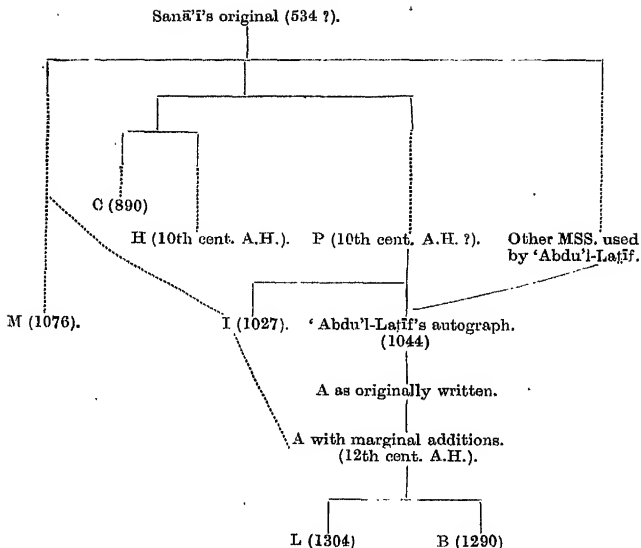 Sanā'ī's original (534 ?).
C (890)
H (10th cent. A.H.). P (10th cent. A.H. ?). Other MSS. used
by ‘Abdu'l-Laṭīf.
M (1076). I (1027). ‘Abdu'l-Laṭīf's autograph.
(1044)
A as originally written.
A with marginal additions.
(12th cent. A.H.).
L (1304) B (1290)